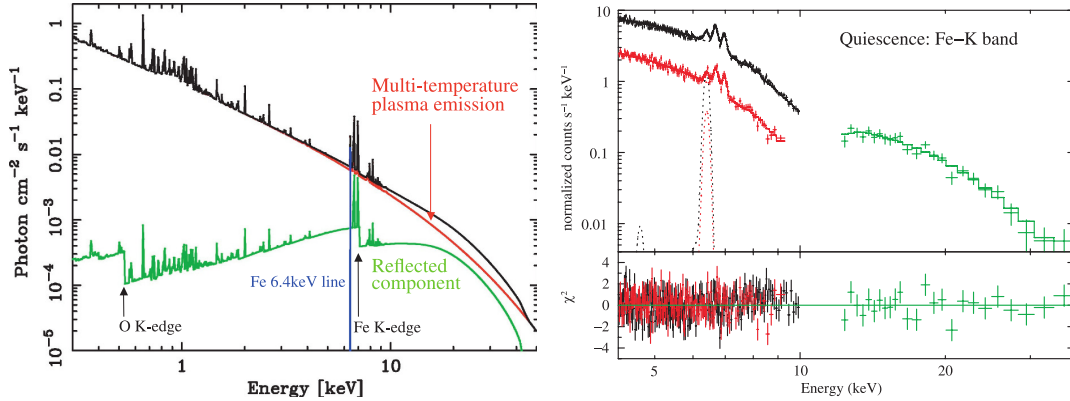 Photon cm⁻² s⁻¹ keV⁻¹
1
0.1
0.01
10⁻³
10⁻⁴
10⁻⁵
Multi-temperature
plasma emission
Reflected
component
Fe 6.4keV line
O K-edge
Fe K-edge
1
10
Energy [keV]
Quiescence: Fe−K band
normalized counts s⁻¹ keV⁻¹
10
1
0.1
0.01
χ²
4
2
0
−2
−4
5
10
20
Energy (keV)